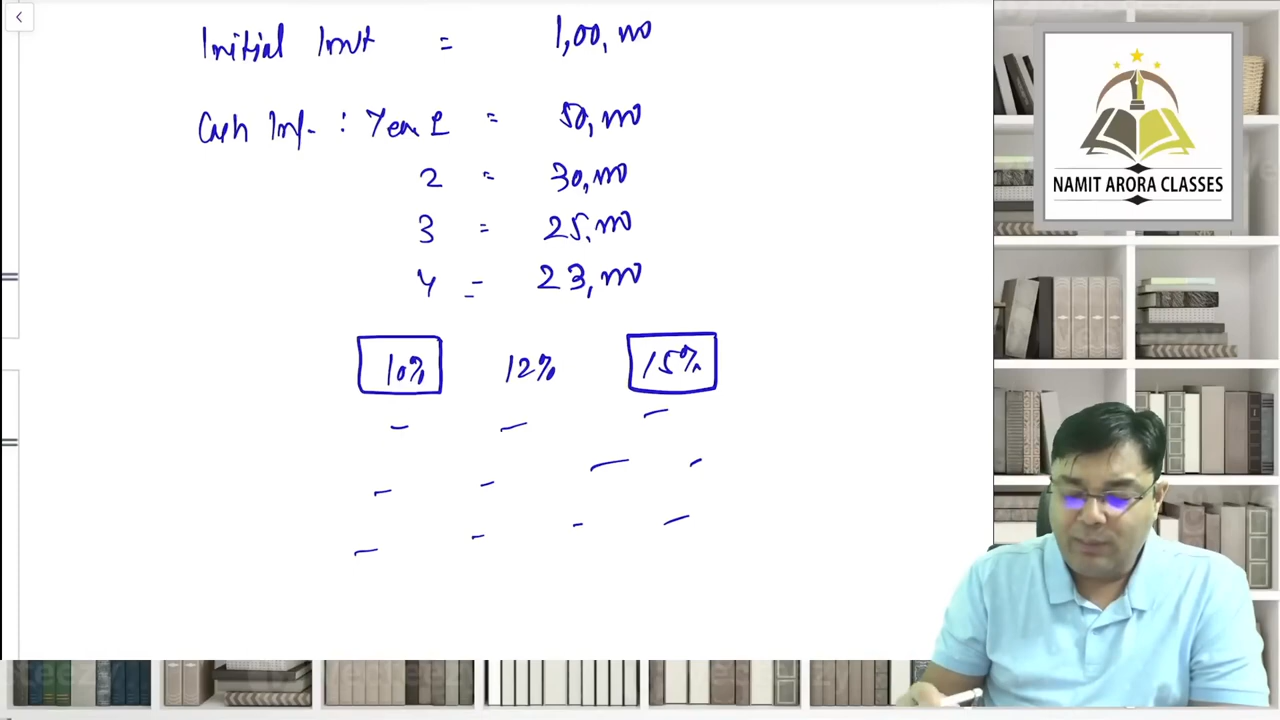 Initial Invt = 1,00,000
Cash Inf. : Year 1 = 50,000
2 = 30,000
3 = 25,000
4 = 23,000
10% 12% 15%
NAMIT ARORA CLASSES